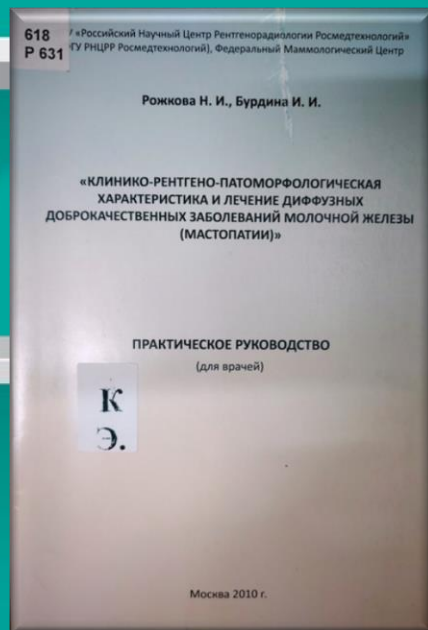 618
Р 631
«Российский Научный Центр Рентгенорадиологии Росмедтехнологий»
РНЦРР Росмедтехнологий), Федеральный Маммологический Центр
Рожкова Н. И., Бурдина И. И.
«КЛИНИКО-РЕНТГЕНО-ПАТОМОРФОЛОГИЧЕСКАЯ
ХАРАКТЕРИСТИКА И ЛЕЧЕНИЕ ДИФФУЗНЫХ
ДОБРОКАЧЕСТВЕННЫХ ЗАБОЛЕВАНИЙ МОЛОЧНОЙ ЖЕЛЕЗЫ
(МАСТОПАТИИ)»
ПРАКТИЧЕСКОЕ РУКОВОДСТВО
(для врачей)
К
Э.
Москва 2010 г.